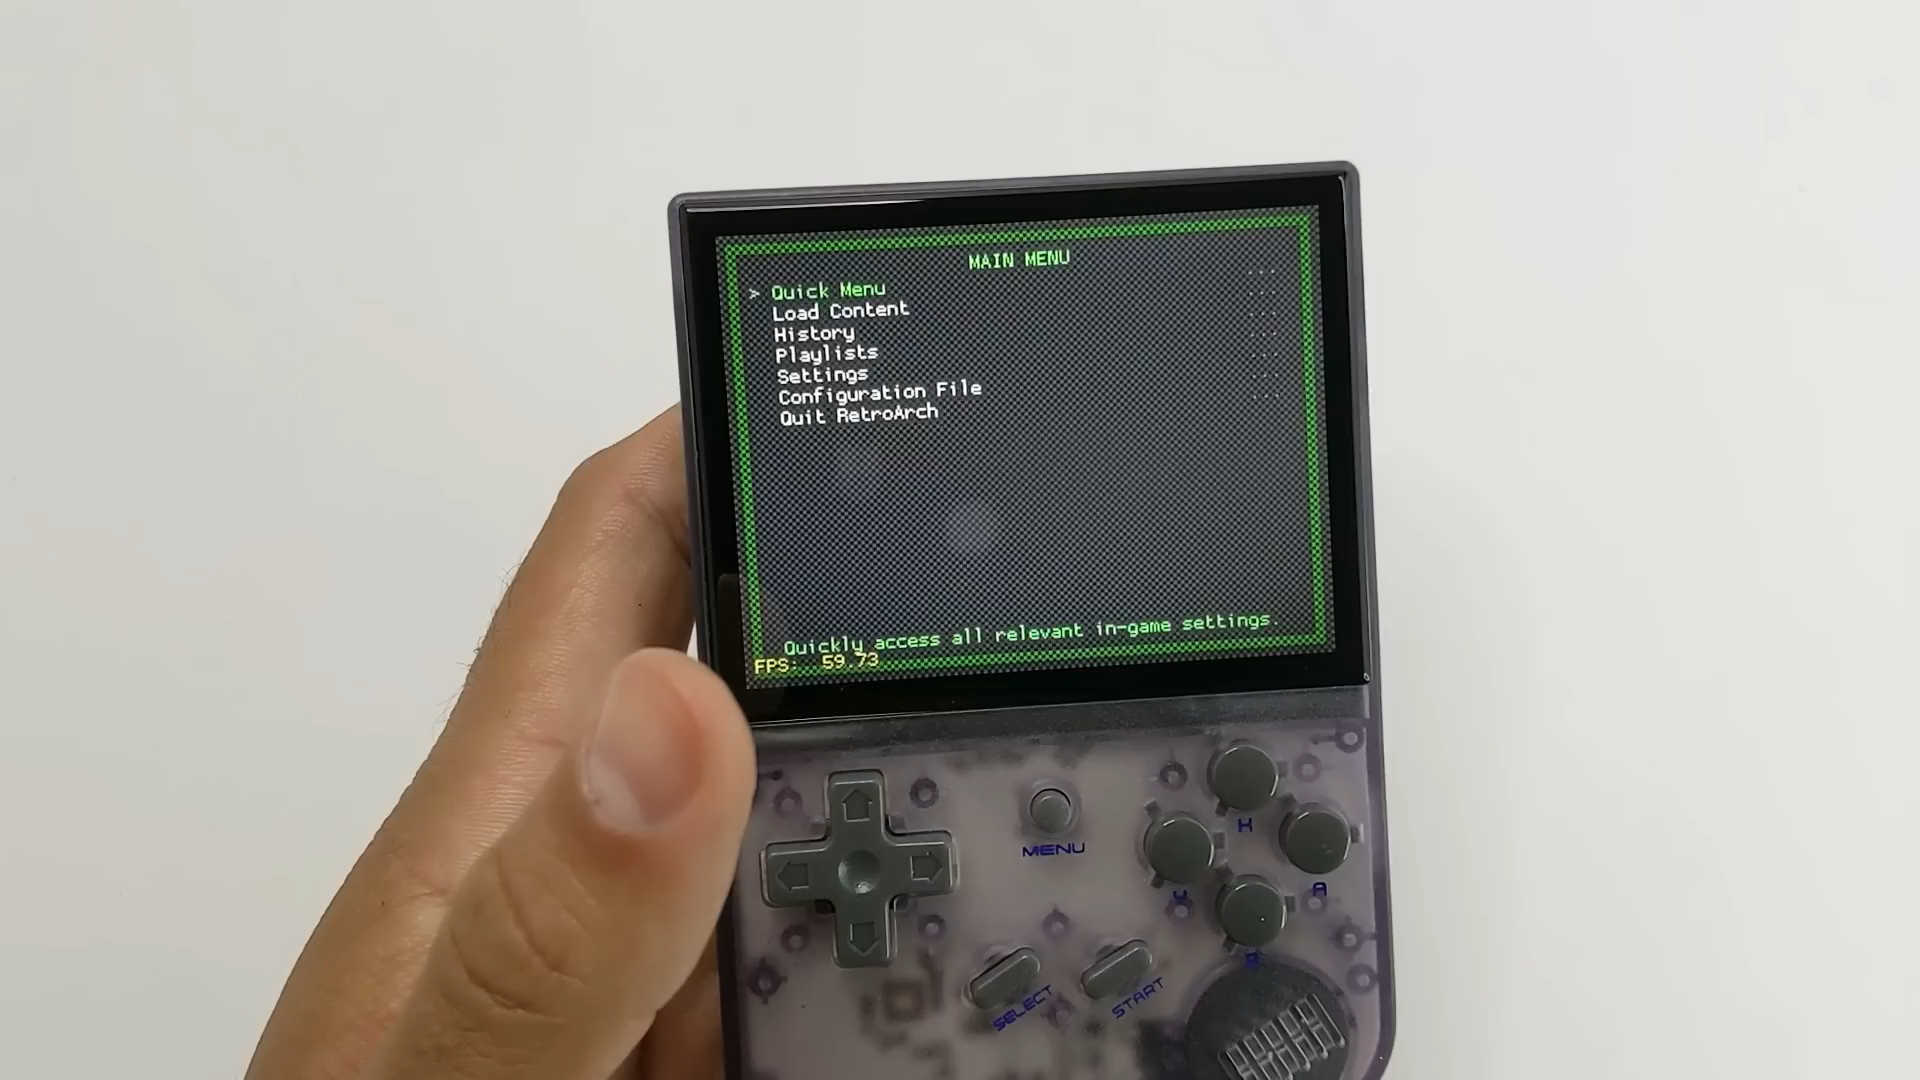 MAIN MENU
> Quick Menu ...
Load Content ...
History ...
Playlists ...
Settings ...
Configuration File ...
Quit RetroArch
Quickly access all relevant in-game settings.
FPS: 59.73
MENU
X
Y
A
B
SELECT
START